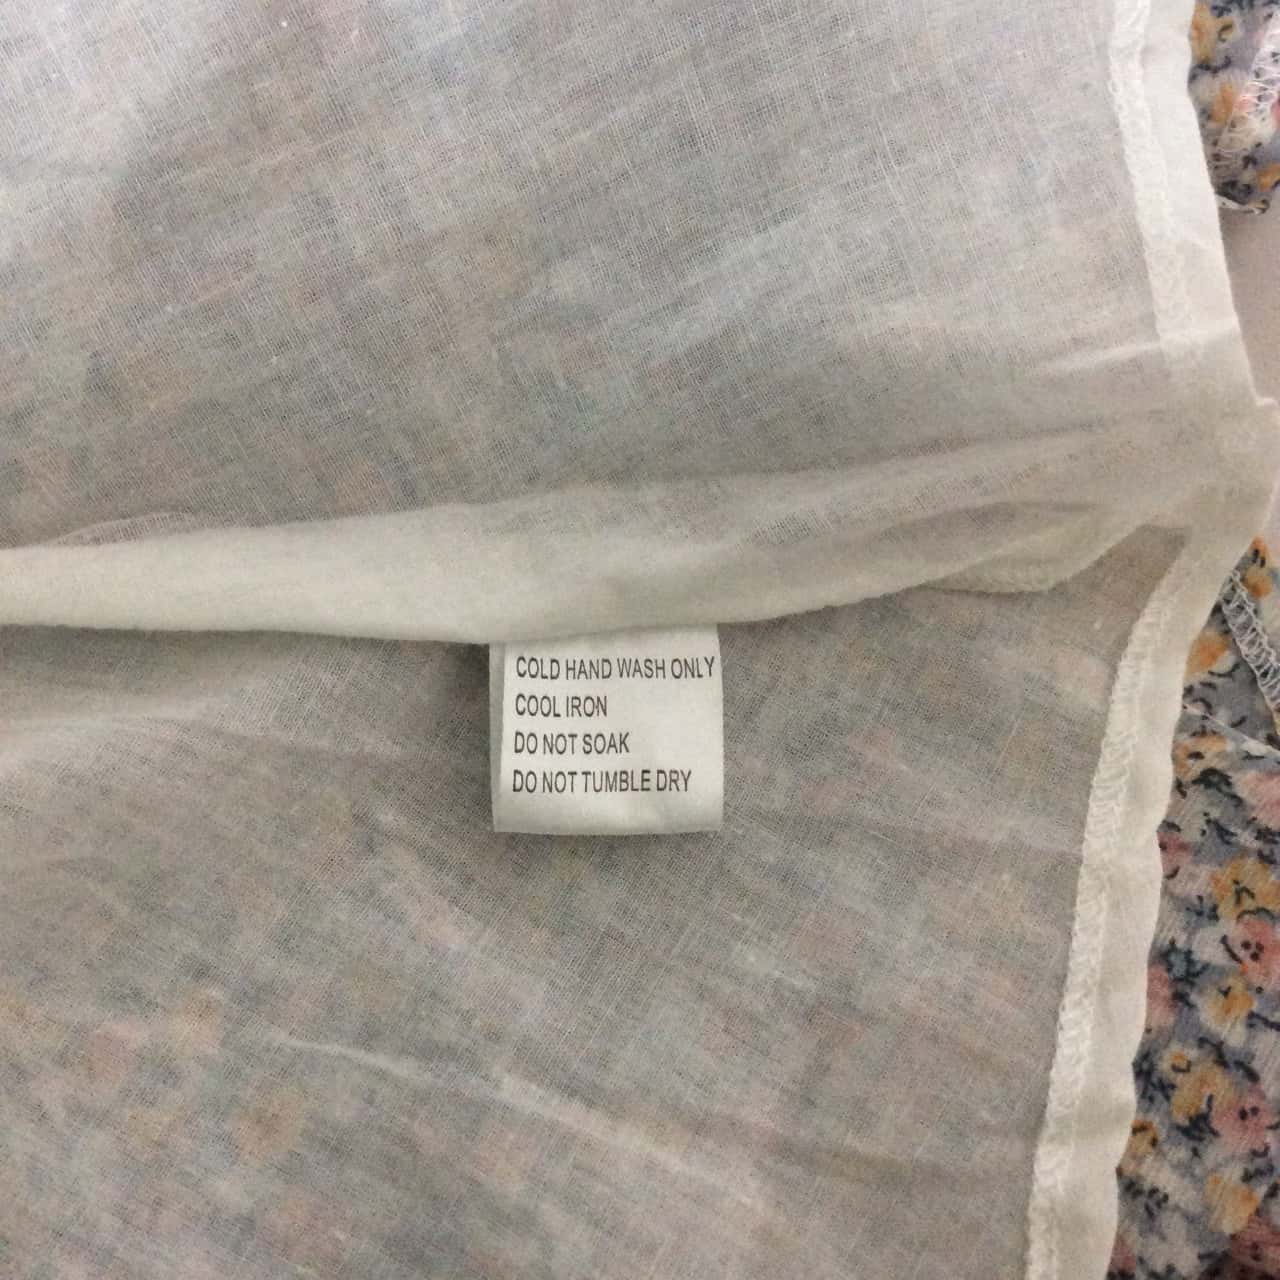 COLD HAND WASH ONLY
COOL IRON
DO NOT SOAK
DO NOT TUMBLE DRY